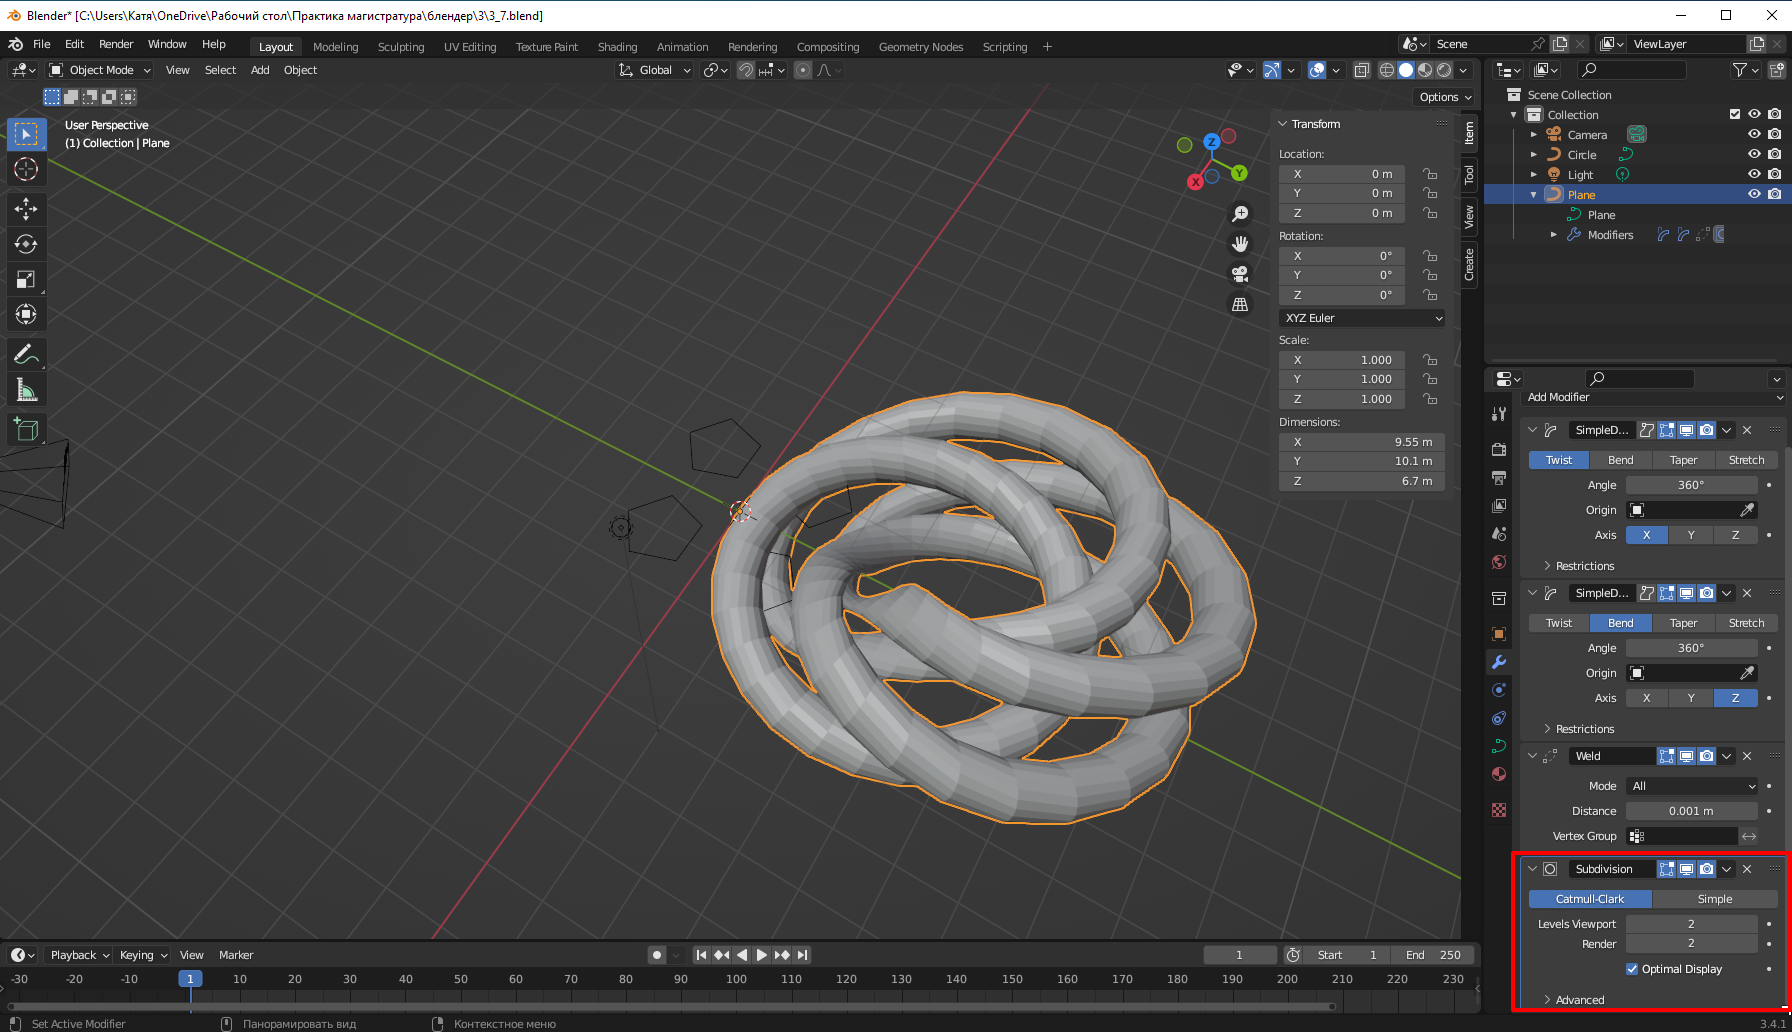 Blender* [C:\Users\Катя\OneDrive\Рабочий стол\Практика магистратура\блендер\3\3_7.blend]
File Edit Render Window Help Layout Modeling Sculpting UV Editing Texture Paint Shading Animation Rendering Compositing Geometry Nodes Scripting + Scene ViewLayer
Object Mode View Select Add Object Global
Options
User Perspective
(1) Collection | Plane
Z
Y
X
Transform
Location:
X 0 m
Y 0 m
Z 0 m
Rotation:
X 0°
Y 0°
Z 0°
XYZ Euler
Scale:
X 1.000
Y 1.000
Z 1.000
Dimensions:
X 9.55 m
Y 10.1 m
Z 6.7 m
Item
Tool
View
Create
Scene Collection
Collection
Camera
Circle
Light
Plane
Plane
Modifiers
Add Modifier
SimpleD...
Twist Bend Taper Stretch
Angle 360°
Origin
Axis X Y Z
Restrictions
SimpleD...
Twist Bend Taper Stretch
Angle 360°
Origin
Axis X Y Z
Restrictions
Weld
Mode All
Distance 0.001 m
Vertex Group
Subdivision
Catmull-Clark Simple
Levels Viewport 2
Render 2
Optimal Display
Advanced
Playback Keying View Marker 1 Start 1 End 250
-30 -20 -10 1 10 20 30 40 50 60 70 80 90 100 110 120 130 140 150 160 170 180 190 200 210 220 230
Set Active Modifier Панорамировать вид Контекстное меню 3.4.1